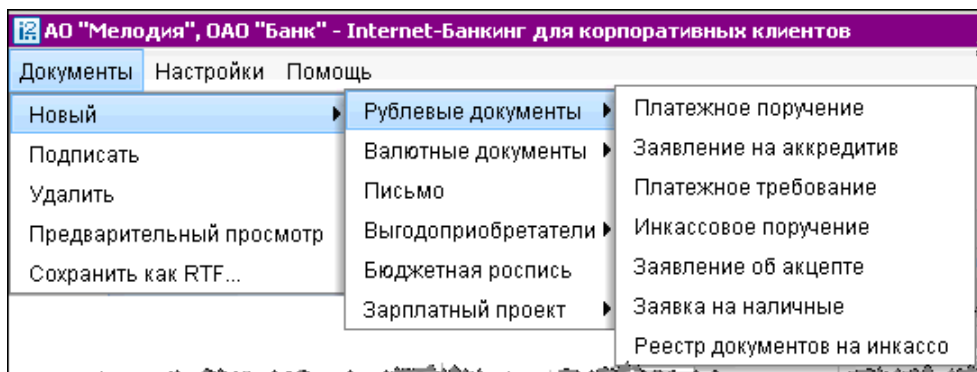 АО "Мелодия", ОАО "Банк" - Internet-Банкинг для корпоративных клиентов
Документы Настройки Помощь
Новый
Подписать
Удалить
Предварительный просмотр
Сохранить как RTF...
Рублевые документы
Валютные документы
Письмо
Выгодоприобретатели
Бюджетная роспись
Зарплатный проект
Платежное поручение
Заявление на аккредитив
Платежное требование
Инкассовое поручение
Заявление об акцепте
Заявка на наличные
Реестр документов на инкассо